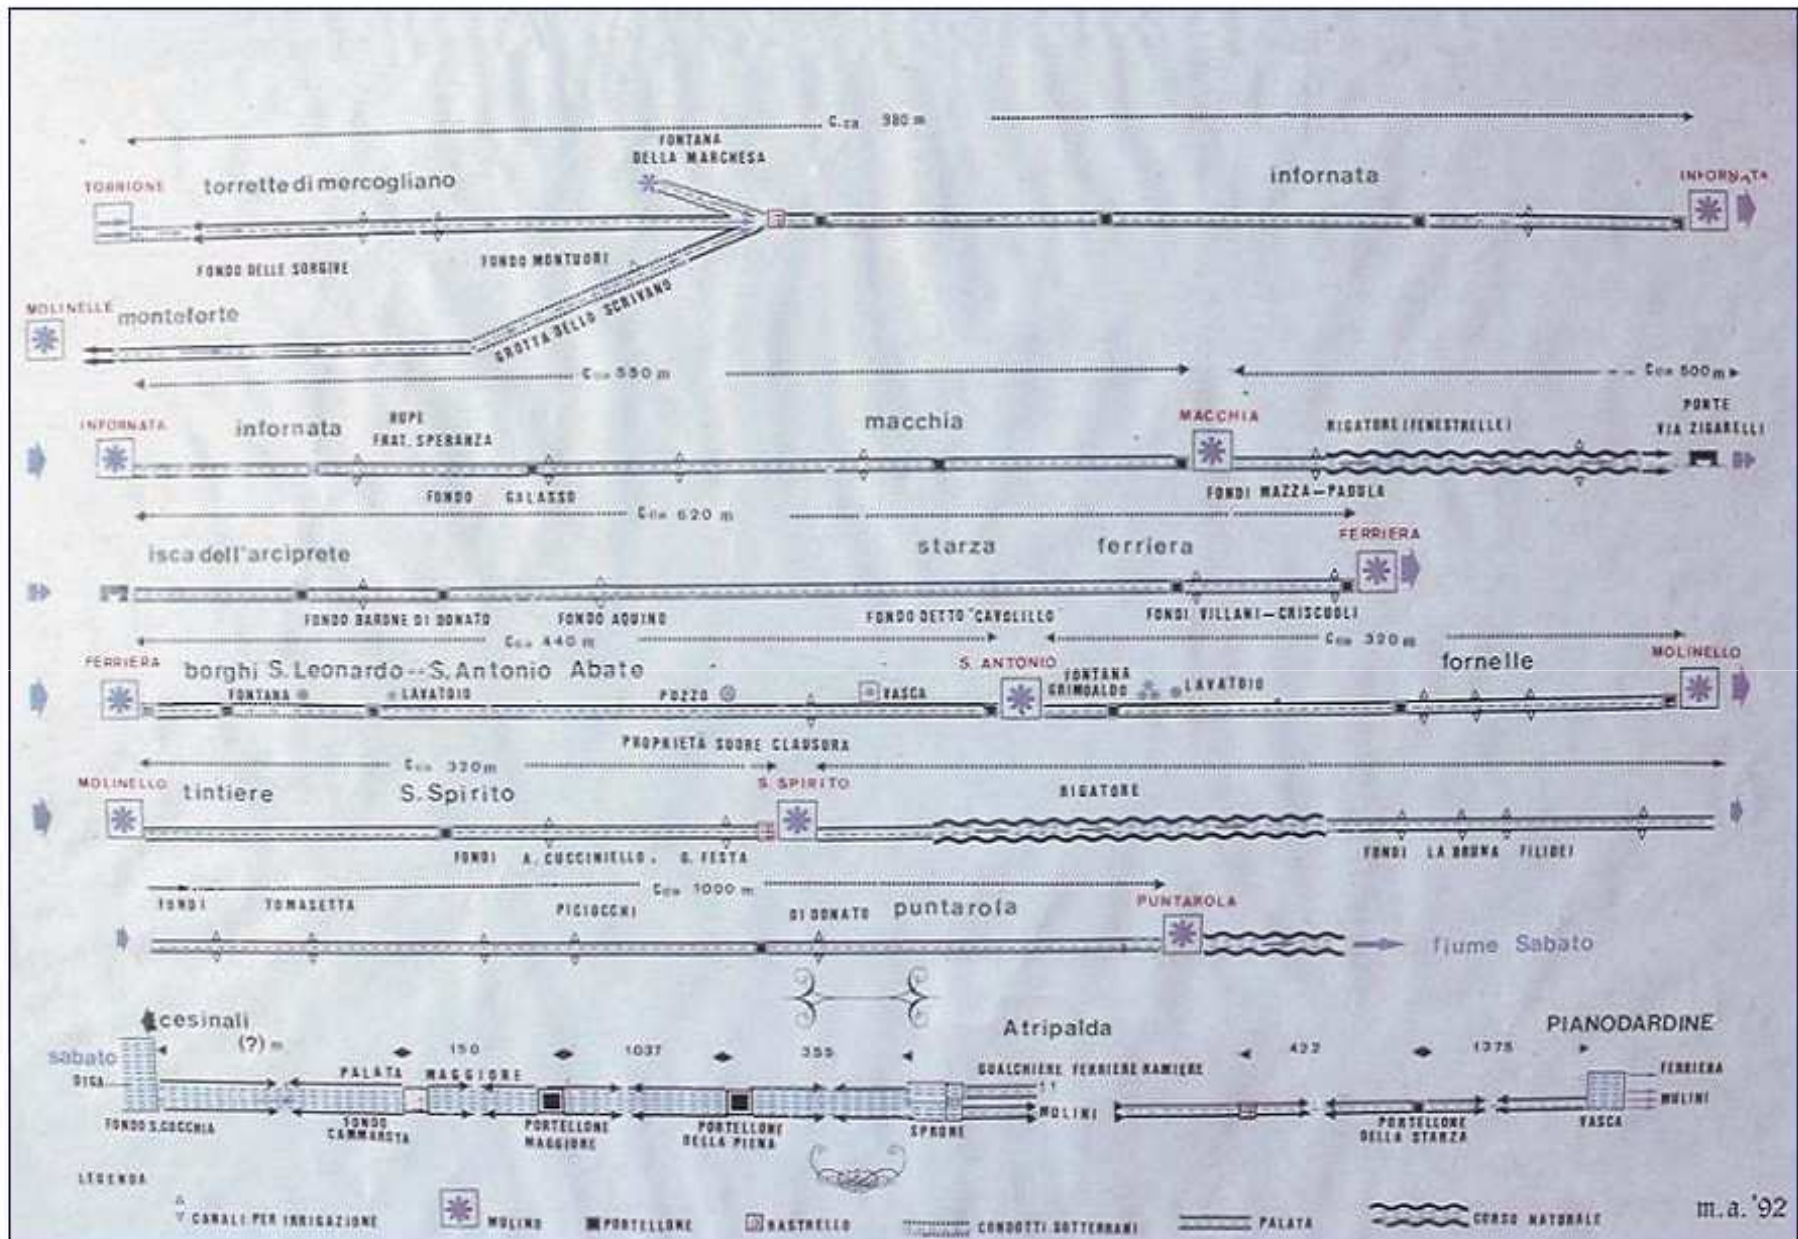 C.ca 980 m
FONTANA
DELLA MARCHESA
TORRIONE
torrette di mercogliano
infornata
INFORNATA
FONDO DELLE SORGIVE
FONDO MONTUORI
GROTTA DELLO SCRIVANO
MOLINELLE
monteforte
C.ca 550 m
C.ca 500 m
INFORNATA
infornata
RUPE
FRAT. SPERANZA
macchia
MACCHIA
RIGATORE (FENESTRELLE)
PONTE
VIA ZIGARELLI
FONDO GALASSO
FONDI MAZZA-PADULA
C.ca 620 m
isca dell'arciprete
starza
ferriera
FERRIERA
FONDO BARONE DI DONATO
FONDO AQUINO
FONDO DETTO "CAVOLILLO"
FONDI VILLANI-CRISCUOLI
C.ca 440 m
C.ca 320 m
FERRIERA
borghi S. Leonardo -- S. Antonio Abate
S. ANTONIO
fornelle
MOLINELLO
FONTANA
LAVATOIO
POZZO
VASCA
FONTANA
GRIMOALDO
LAVATOIO
PROPRIETA SUORE CLAUSURA
C.ca 320 m
MOLINELLO
tintiere
S. Spirito
S. SPIRITO
RIGATORE
FONDI A. CUCCINIELLO, G. FESTA
FONDI LA BRUNA FILIDEI
C.ca 1000 m
FONDI TOMASETTA
PICIOCCHI
DI DONATO
puntarola
PUNTAROLA
fiume Sabato
cesinali
Atripalda
PIANODARDINE
sabato
(?) m
150
1037
355
422
1375
DIGA
PALATA MAGGIORE
GUALCHIERE FERRIERE RAMIERE
FERRIERA
MOLINI
MOLINI
FONDO S.COCCHIA
FONDO
CAMMAROTA
PORTELLONE
MAGGIORE
PORTELLONE
DELLA PIENA
SPRONE
PORTELLONE
DELLA STARZA
VASCA
LEGENDA
CANALI PER IRRIGAZIONE
MULINO
PORTELLONE
RASTRELLO
CONDOTTI SOTTERRANI
PALATA
CORSO NATURALE
m.a.'92